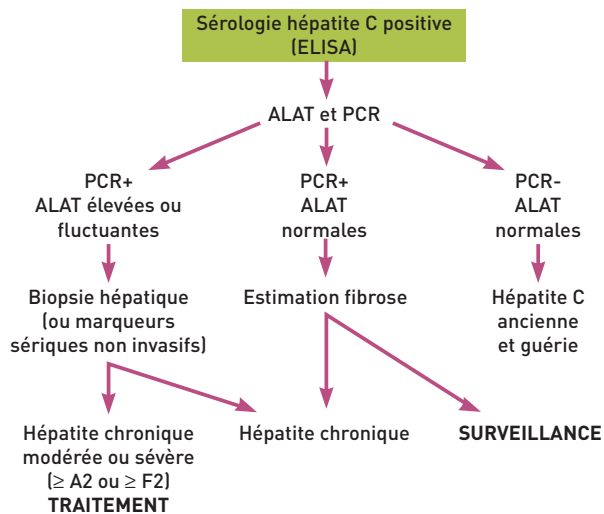 Sérologie hépatite C positive
(ELISA)
ALAT et PCR
PCR+
ALAT élevées ou
fluctuantes
PCR+
ALAT
normales
PCR-
ALAT
normales
Biopsie hépatique
(ou marqueurs
sériques non invasifs)
Estimation fibrose
Hépatite C
ancienne
et guérie
Hépatite chronique
modérée ou sévère
(≥ A2 ou ≥ F2)
TRAITEMENT
Hépatite chronique
SURVEILLANCE